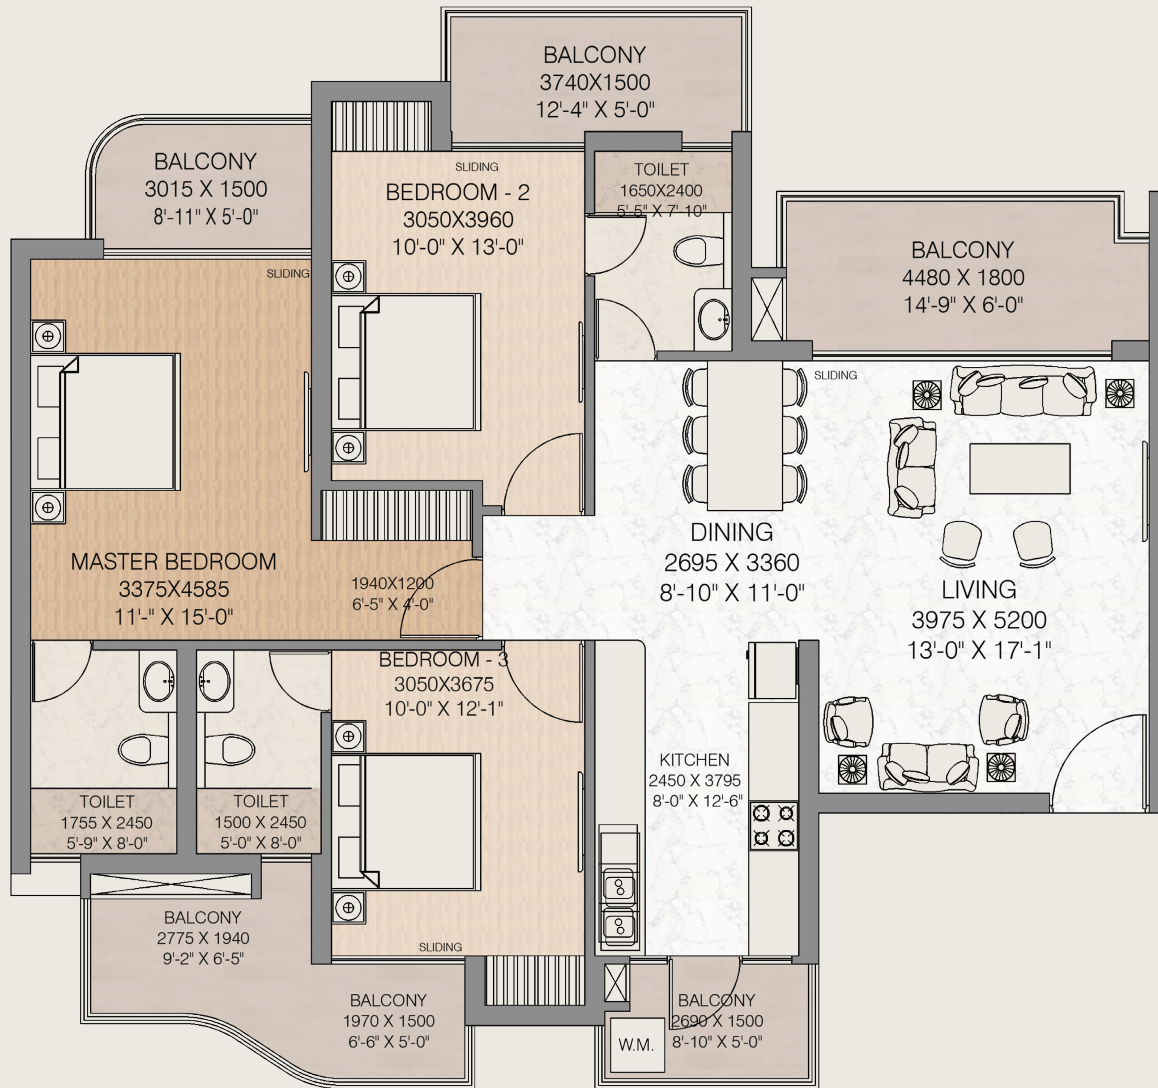 BALCONY
3740X1500
12'-4" X 5'-0"
BALCONY
3015 X 1500
8'-11" X 5'-0"
SLIDING
BEDROOM - 2
3050X3960
10'-0" X 13'-0"
TOILET
1650X2400
5'-5" X 7'-10"
BALCONY
4480 X 1800
14'-9" X 6'-0"
SLIDING
SLIDING
MASTER BEDROOM
3375X4585
11'-" X 15'-0"
1940X1200
6'-5" X 4'-0"
DINING
2695 X 3360
8'-10" X 11'-0"
LIVING
3975 X 5200
13'-0" X 17'-1"
BEDROOM - 3
3050X3675
10'-0" X 12'-1"
KITCHEN
2450 X 3795
8'-0" X 12'-6"
TOILET
1755 X 2450
5'-9" X 8'-0"
TOILET
1500 X 2450
5'-0" X 8'-0"
BALCONY
2775 X 1940
9'-2" X 6'-5"
SLIDING
BALCONY
1970 X 1500
6'-6" X 5'-0"
BALCONY
2690 X 1500
8'-10" X 5'-0"
W.M.